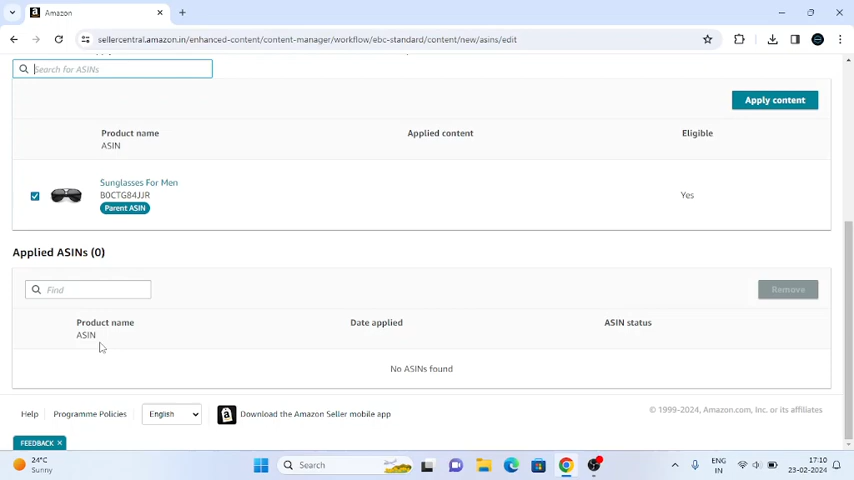 Amazon
sellercentral.amazon.in/enhanced-content/content-manager/workflow/ebc-standard/content/new/asins/edit
Search for ASINs
Apply content
Product name
ASIN
Applied content
Eligible
Sunglasses For Men
B0CTG84JJR
Parent ASIN
Yes
Applied ASINs (0)
Find
Remove
Product name
ASIN
Date applied
ASIN status
No ASINs found
Help
Programme Policies
English
Download the Amazon Seller mobile app
© 1999-2024, Amazon.com, Inc. or its affiliates
FEEDBACK ×
24°C
Sunny
Search
ENG
IN
17:10
23-02-2024